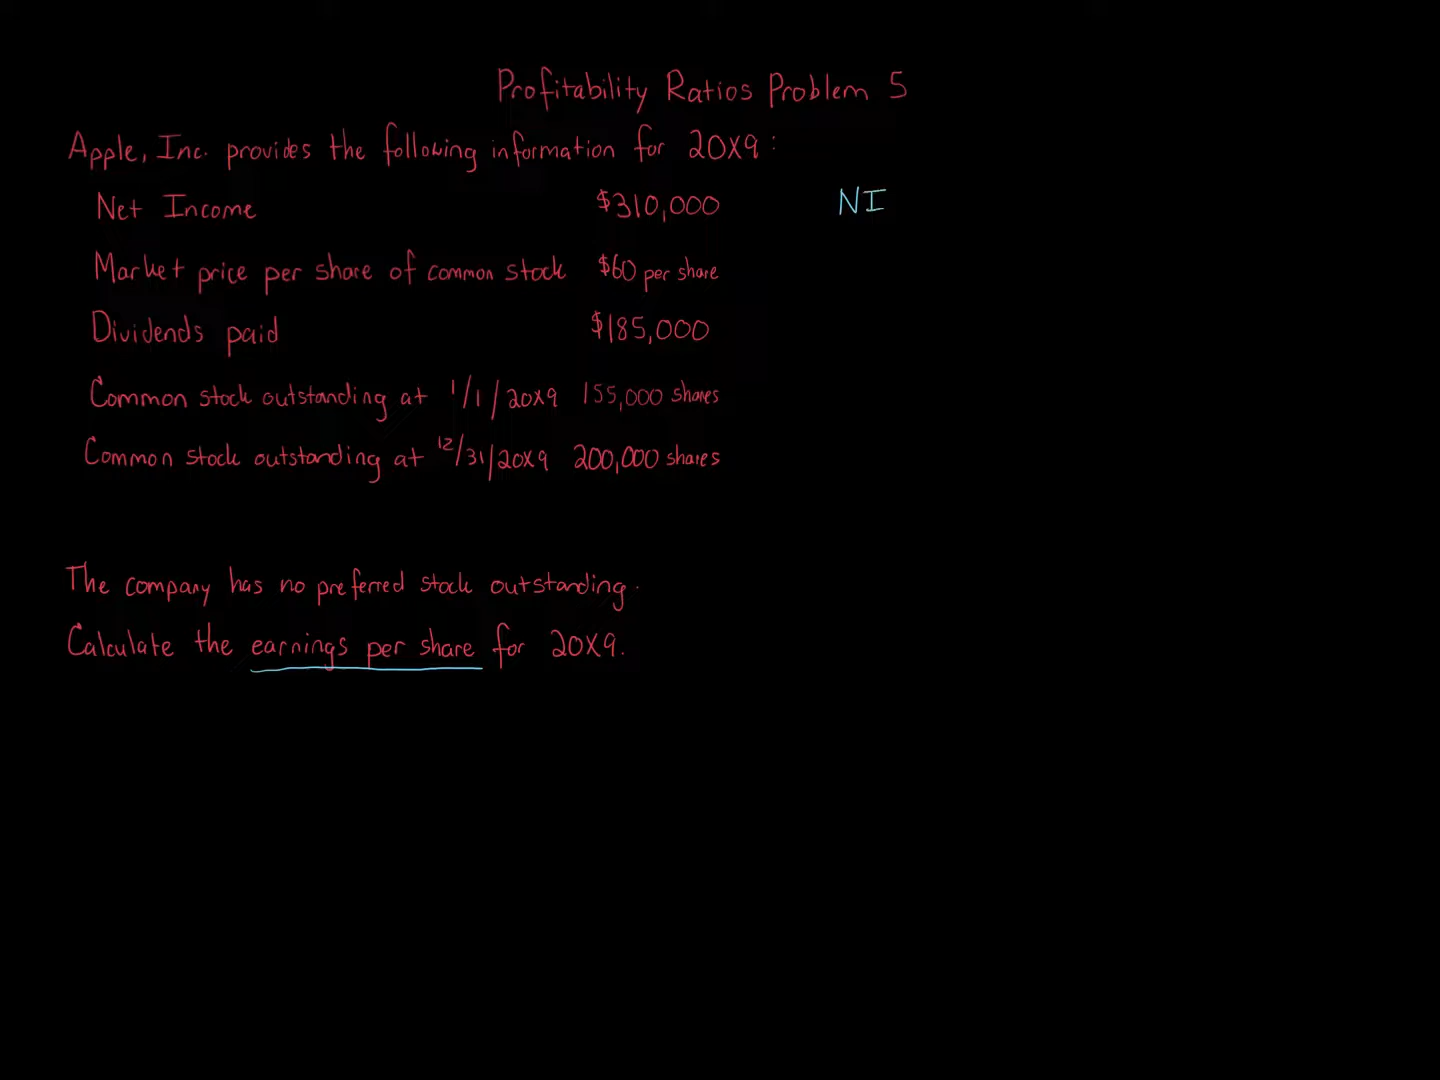 Profitability Ratios Problem 5
Apple, Inc. provides the following information for 20X9:
Net Income $310,000 NI
Market price per share of common stock $60 per share
Dividends paid $185,000
Common stock outstanding at 1/1/20X9 155,000 shares
Common stock outstanding at 12/31/20X9 200,000 shares
The company has no preferred stock outstanding.
Calculate the earnings per share for 20X9.